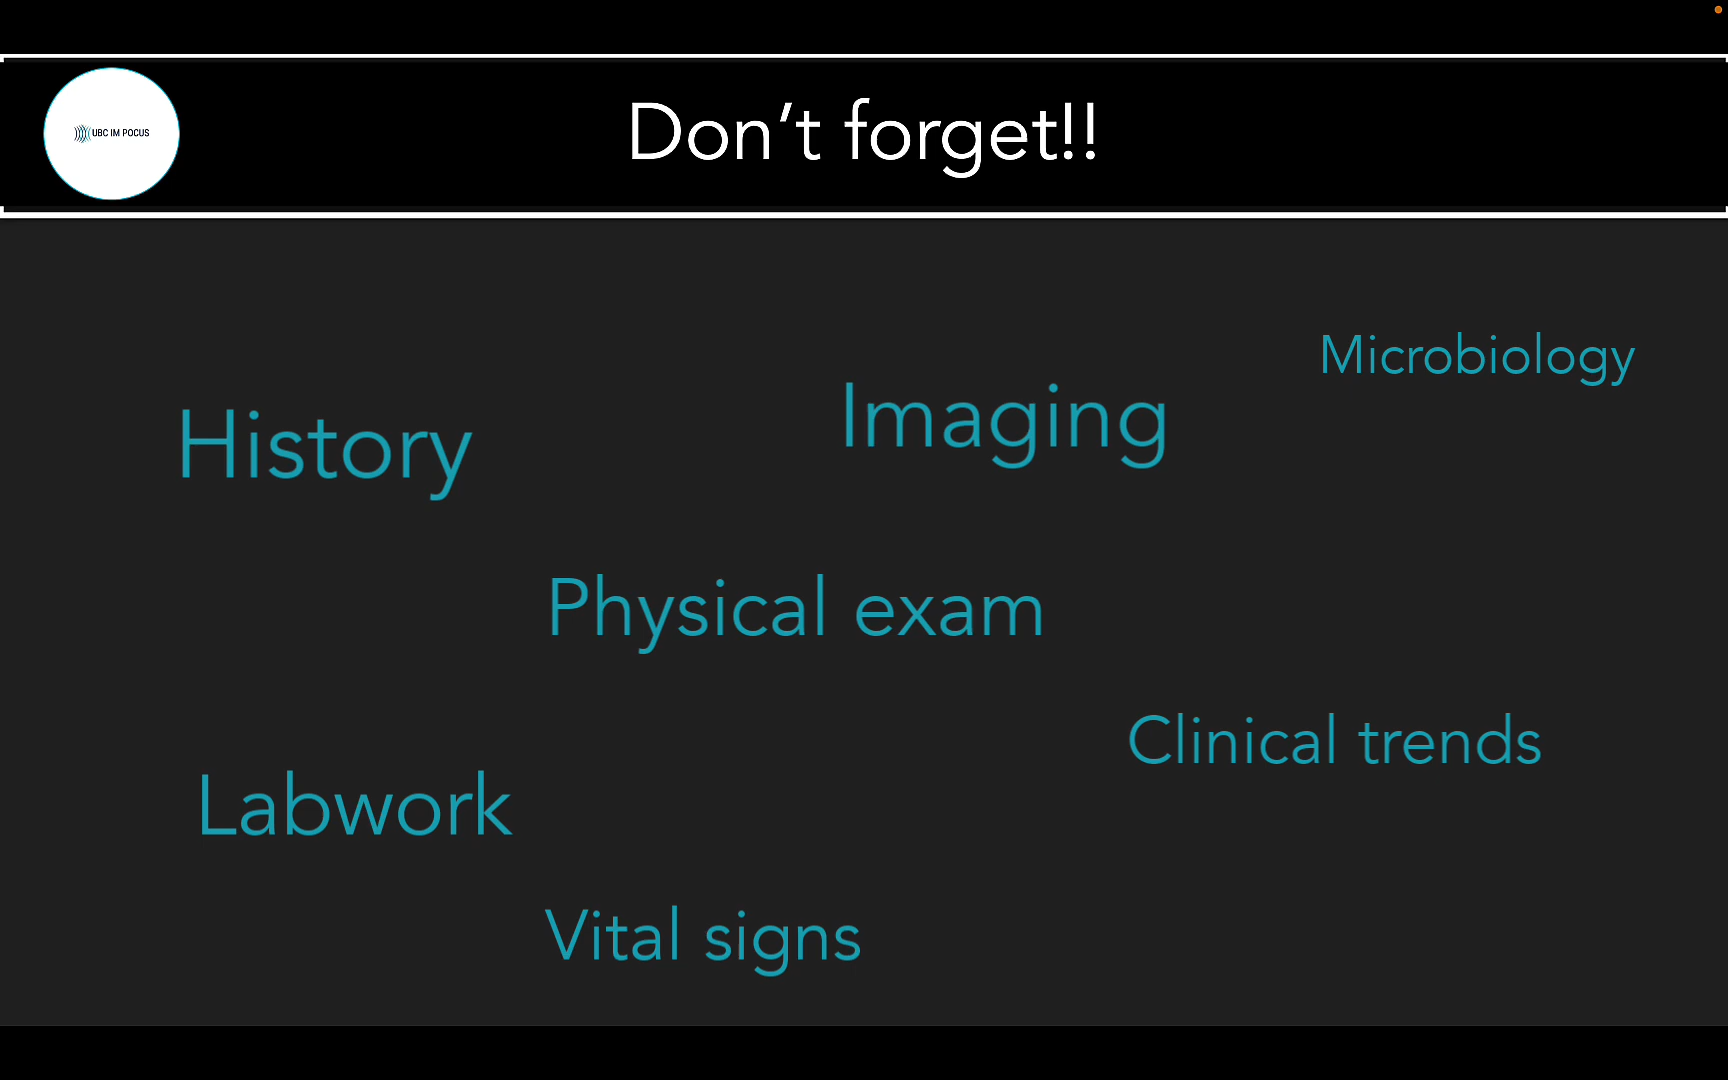 UBC IM POCUS
Don’t forget!!
Microbiology
Imaging
History
Physical exam
Clinical trends
Labwork
Vital signs